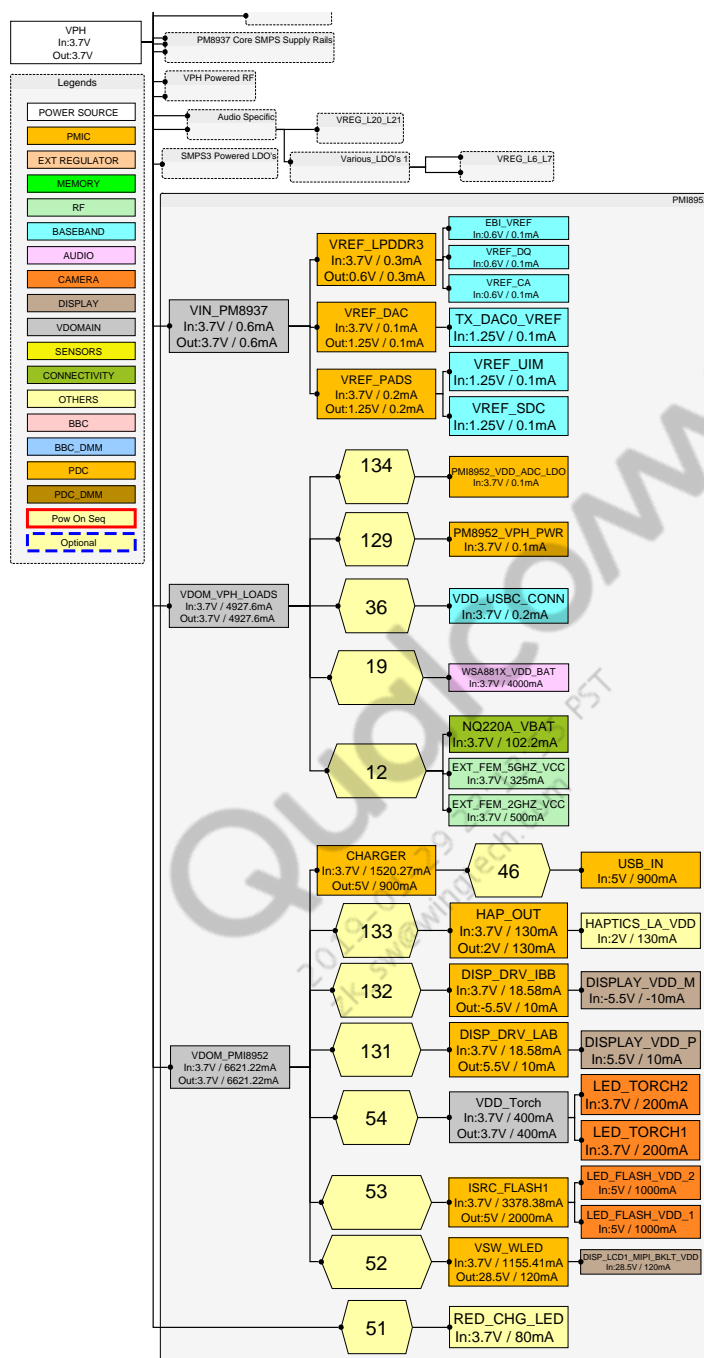 VPH
In:3.7V
Out:3.7V
PM8937 Core SMPS Supply Rails
VPH Powered RF
Audio Specific
VREG_L20_L21
SMPS3 Powered LDO's
Various_LDO's 1
VREG_L6_L7
Legends
POWER SOURCE
PMIC
EXT REGULATOR
MEMORY
RF
BASEBAND
AUDIO
CAMERA
DISPLAY
VDOMAIN
SENSORS
CONNECTIVITY
OTHERS
BBC
BBC_DMM
PDC
PDC_DMM
Pow On Seq
Optional
PMI8952
VIN_PM8937
In:3.7V / 0.6mA
Out:3.7V / 0.6mA
VREF_LPDDR3
In:3.7V / 0.3mA
Out:0.6V / 0.3mA
EBI_VREF
In:0.6V / 0.1mA
VREF_DQ
In:0.6V / 0.1mA
VREF_CA
In:0.6V / 0.1mA
VREF_DAC
In:3.7V / 0.1mA
Out:1.25V / 0.1mA
TX_DAC0_VREF
In:1.25V / 0.1mA
VREF_PADS
In:3.7V / 0.2mA
Out:1.25V / 0.2mA
VREF_UIM
In:1.25V / 0.1mA
VREF_SDC
In:1.25V / 0.1mA
VDOM_VPH_LOADS
In:3.7V / 4927.6mA
Out:3.7V / 4927.6mA
134
PMI8952_VDD_ADC_LDO
In:3.7V / 0.1mA
129
PM8952_VPH_PWR
In:3.7V / 0.1mA
36
VDD_USBC_CONN
In:3.7V / 0.2mA
19
WSA881X_VDD_BAT
In:3.7V / 4000mA
12
NQ220A_VBAT
In:3.7V / 102.2mA
EXT_FEM_5GHZ_VCC
In:3.7V / 325mA
EXT_FEM_2GHZ_VCC
In:3.7V / 500mA
VDOM_PMI8952
In:3.7V / 6621.22mA
Out:3.7V / 6621.22mA
CHARGER
In:3.7V / 1520.27mA
Out:5V / 900mA
46
USB_IN
In:5V / 900mA
133
HAP_OUT
In:3.7V / 130mA
Out:2V / 130mA
HAPTICS_LA_VDD
In:2V / 130mA
132
DISP_DRV_IBB
In:3.7V / 18.58mA
Out:-5.5V / 10mA
DISPLAY_VDD_M
In:-5.5V / -10mA
131
DISP_DRV_LAB
In:3.7V / 18.58mA
Out:5.5V / 10mA
DISPLAY_VDD_P
In:5.5V / 10mA
54
VDD_Torch
In:3.7V / 400mA
Out:3.7V / 400mA
LED_TORCH2
In:3.7V / 200mA
LED_TORCH1
In:3.7V / 200mA
53
ISRC_FLASH1
In:3.7V / 3378.38mA
Out:5V / 2000mA
LED_FLASH_VDD_2
In:5V / 1000mA
LED_FLASH_VDD_1
In:5V / 1000mA
52
VSW_WLED
In:3.7V / 1155.41mA
Out:28.5V / 120mA
DISP_LCD1_MIPI_BKLT_VDD
In:28.5V / 120mA
51
RED_CHG_LED
In:3.7V / 80mA
Qualcom
PST
zk_sw@wingtech.com